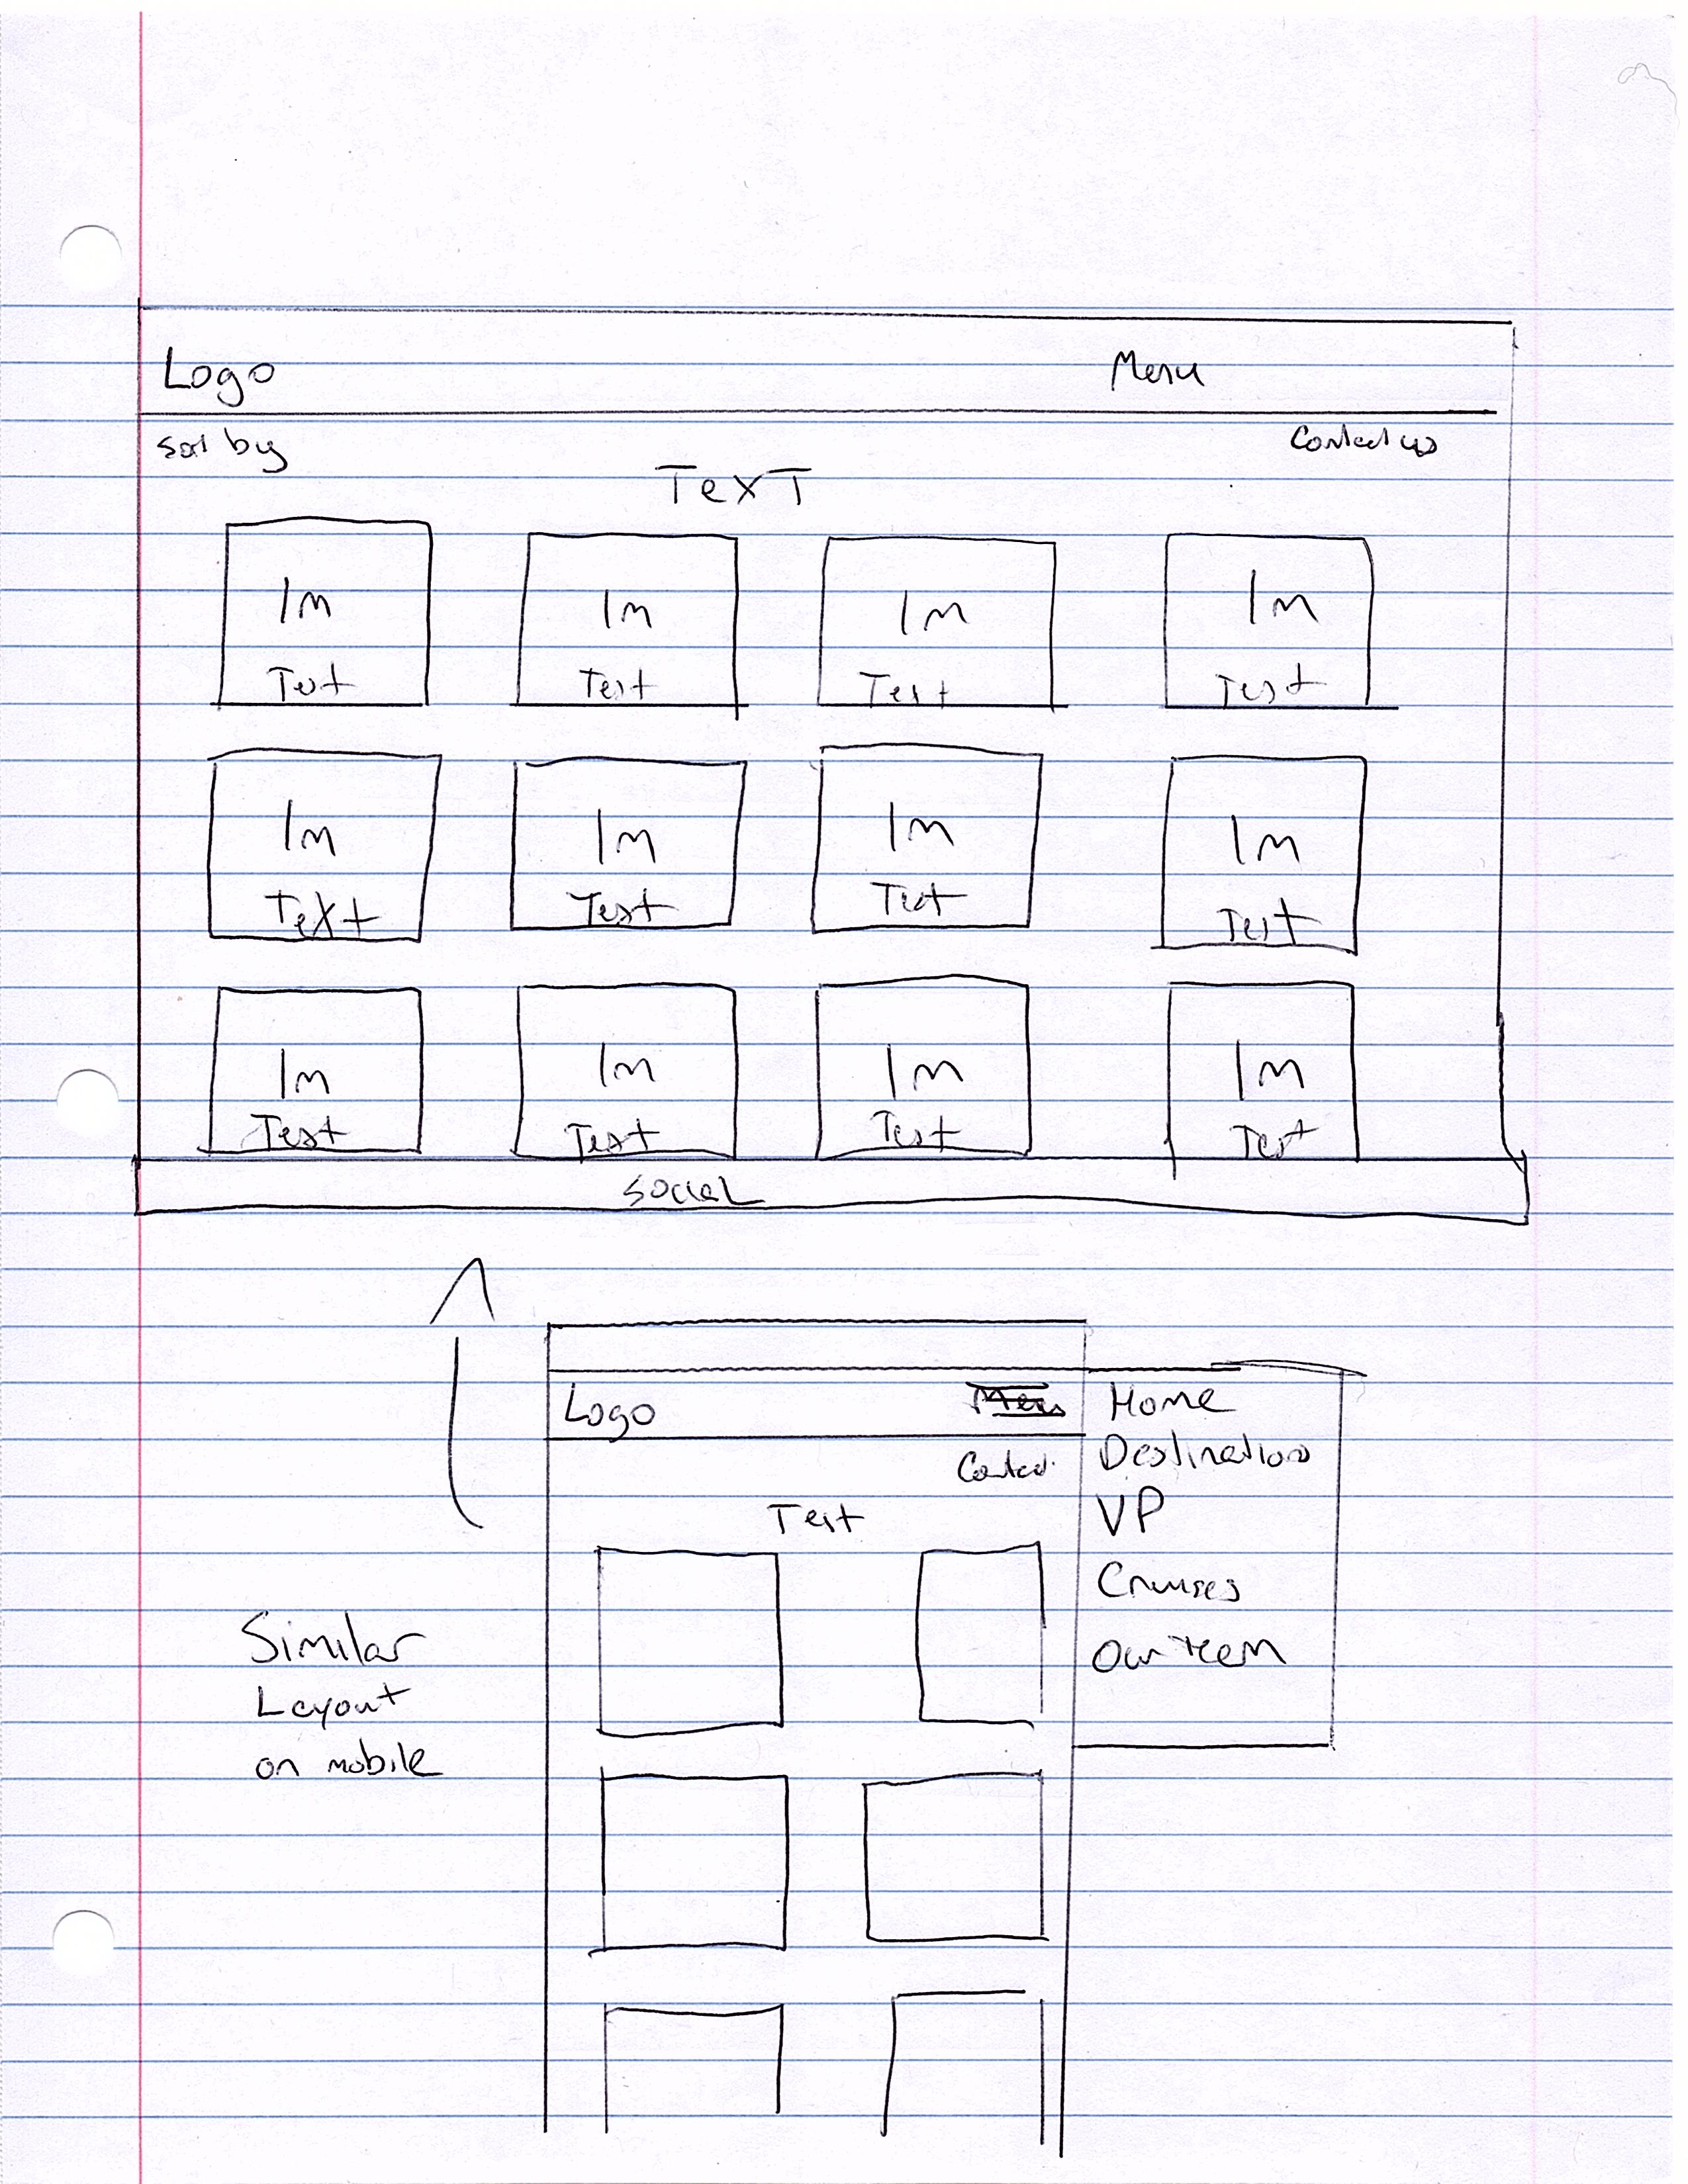 Logo Menu
Sort by Contact us
TexT
Im Im Im Im
Text Text Text Text
Im Im Im Im
Text Text Text Text
Im Im Im Im
Text Text Text Text
Social
Logo Menu
Contact
Text
Home
Destinations
VP
Cruises
Our team
Similar
Layout
on mobile